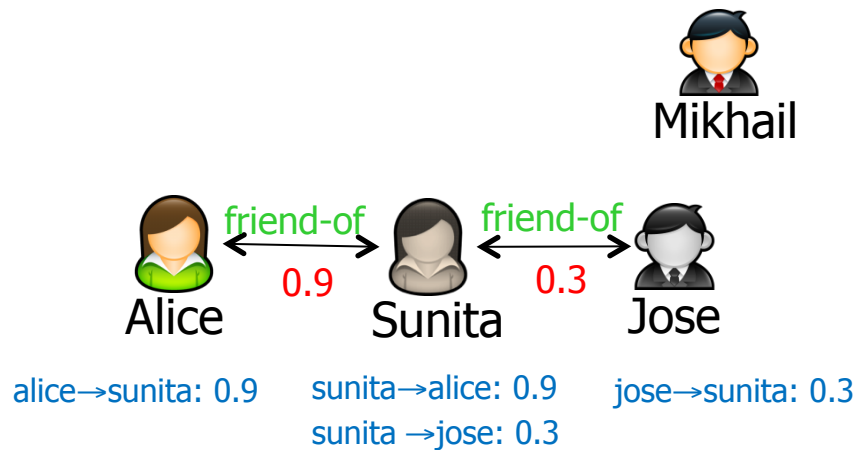 Mikhail
friend-of friend-of
0.9 0.3
Alice Sunita Jose
alice→sunita: 0.9 sunita→alice: 0.9 jose→sunita: 0.3
sunita →jose: 0.3